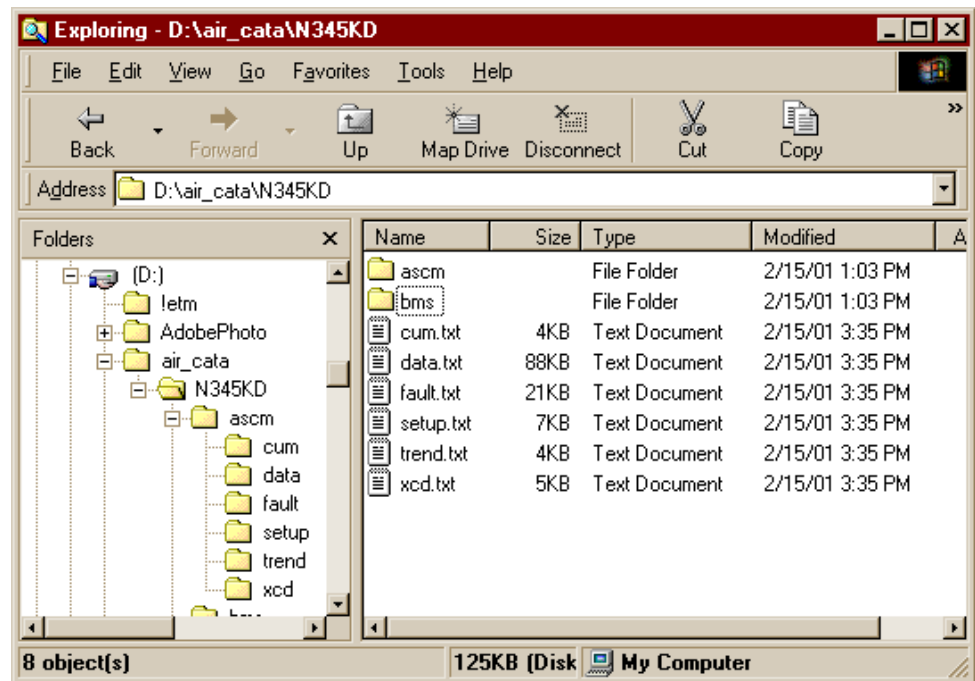 Exploring - D:\air_cata\N345KD
File Edit View Go Favorites Tools Help
Back Forward Up Map Drive Disconnect Cut Copy »
Address D:\air_cata\N345KD
Folders
(D:)
!etm
AdobePhoto
air_cata
N345KD
ascm
cum
data
fault
setup
trend
xcd
Name Size Type Modified A
ascm File Folder 2/15/01 1:03 PM
bms File Folder 2/15/01 1:03 PM
cum.txt 4KB Text Document 2/15/01 3:35 PM
data.txt 88KB Text Document 2/15/01 3:35 PM
fault.txt 21KB Text Document 2/15/01 3:35 PM
setup.txt 7KB Text Document 2/15/01 3:35 PM
trend.txt 4KB Text Document 2/15/01 3:35 PM
xcd.txt 5KB Text Document 2/15/01 3:35 PM
8 object(s) 125KB (Disk My Computer